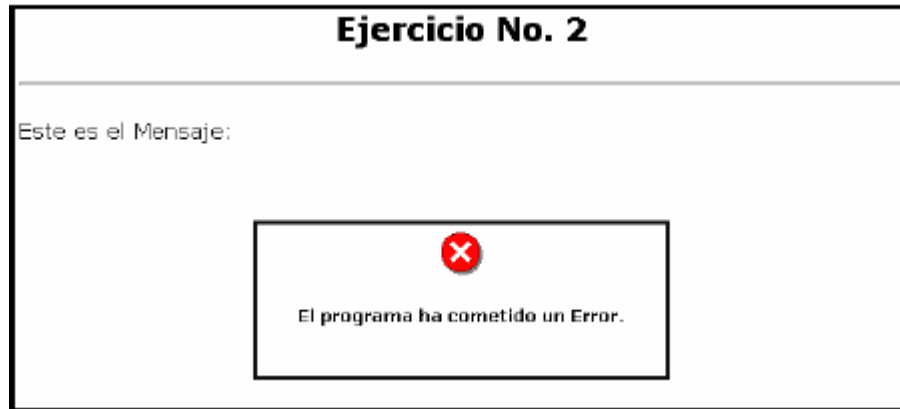 Ejercicio No. 2
Este es el Mensaje:
El programa ha cometido un Error.